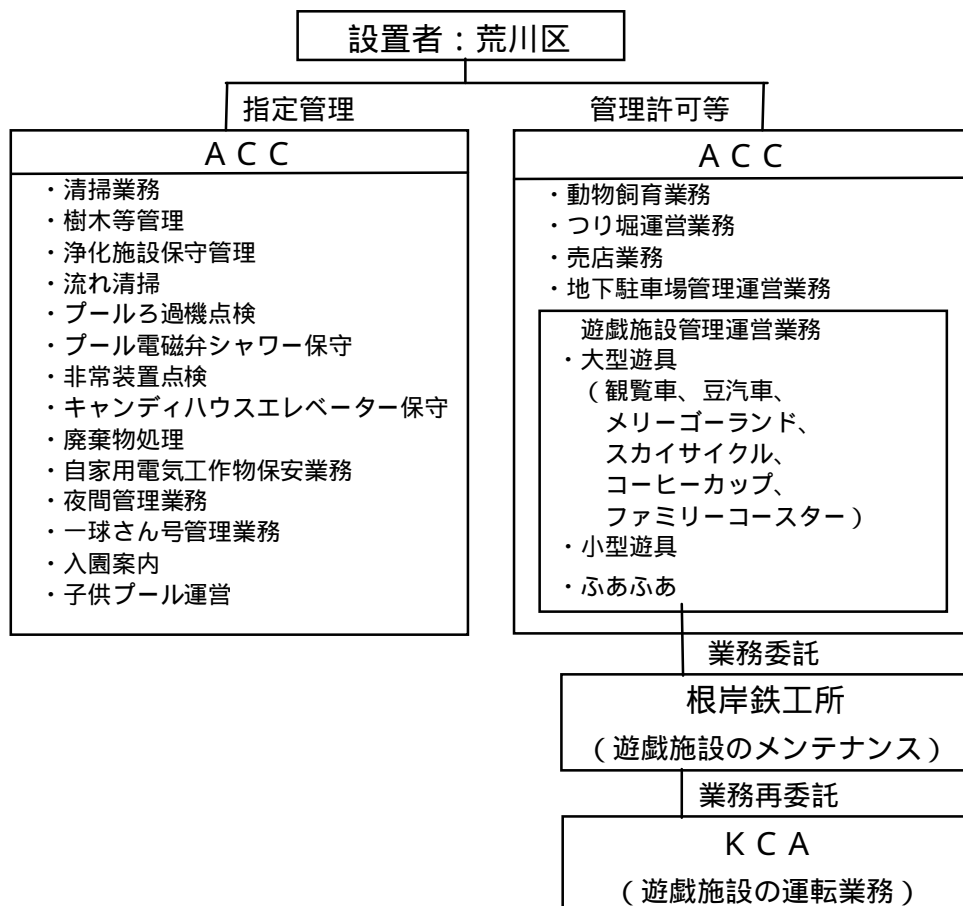 設置者：荒川区
指定管理
ＡＣＣ
・清掃業務
・樹木等管理
・浄化施設保守管理
・流れ清掃
・プールろ過機点検
・プール電磁弁シャワー保守
・非常装置点検
・キャンディハウスエレベーター保守
・廃棄物処理
・自家用電気工作物保安業務
・夜間管理業務
・一球さん号管理業務
・入園案内
・子供プール運営
管理許可等
ＡＣＣ
・動物飼育業務
・つり堀運営業務
・売店業務
・地下駐車場管理運営業務
遊戯施設管理運営業務
・大型遊具
（観覧車、豆汽車、
メリーゴーランド、
スカイサイクル、
コーヒーカップ、
ファミリーコースター）
・小型遊具
・ふあふあ
業務委託
根岸鉄工所
（遊戯施設のメンテナンス）
業務再委託
ＫＣＡ
（遊戯施設の運転業務）